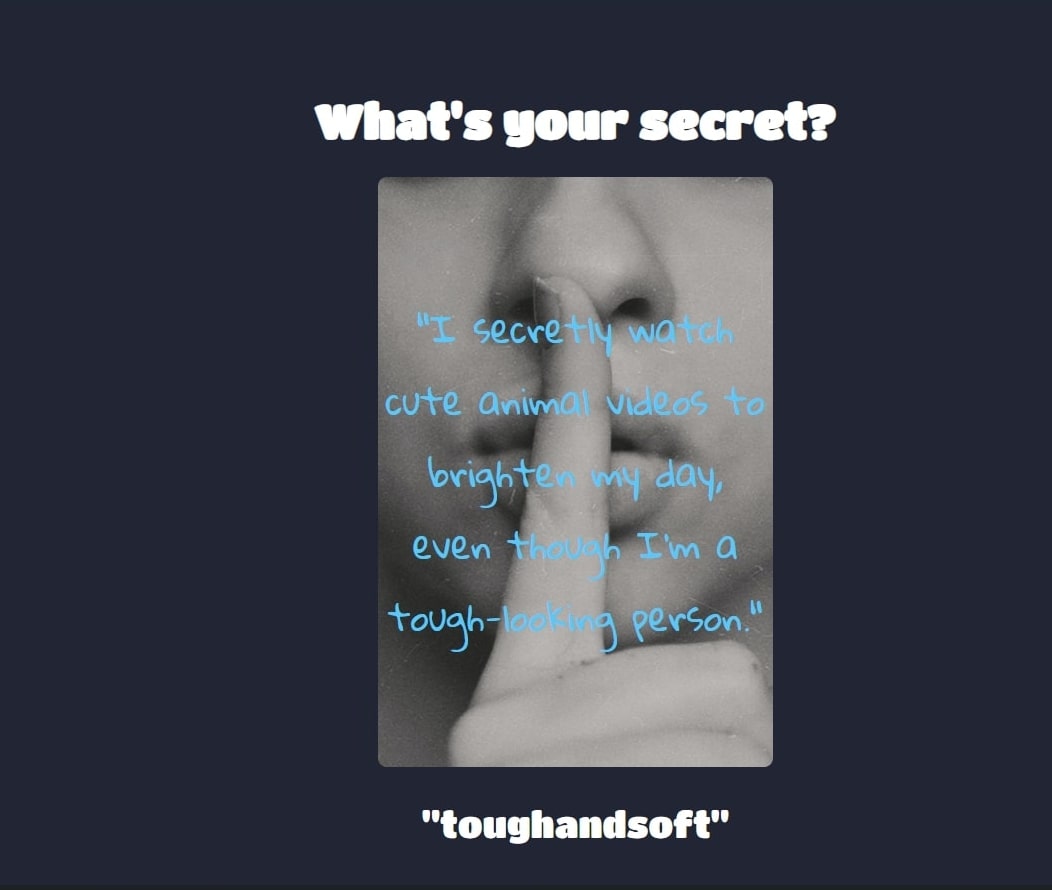 What's your secret?
"I secretly watch
cute animal videos to
brighten my day,
even though I'm a
tough-looking person."
"toughandsoft"